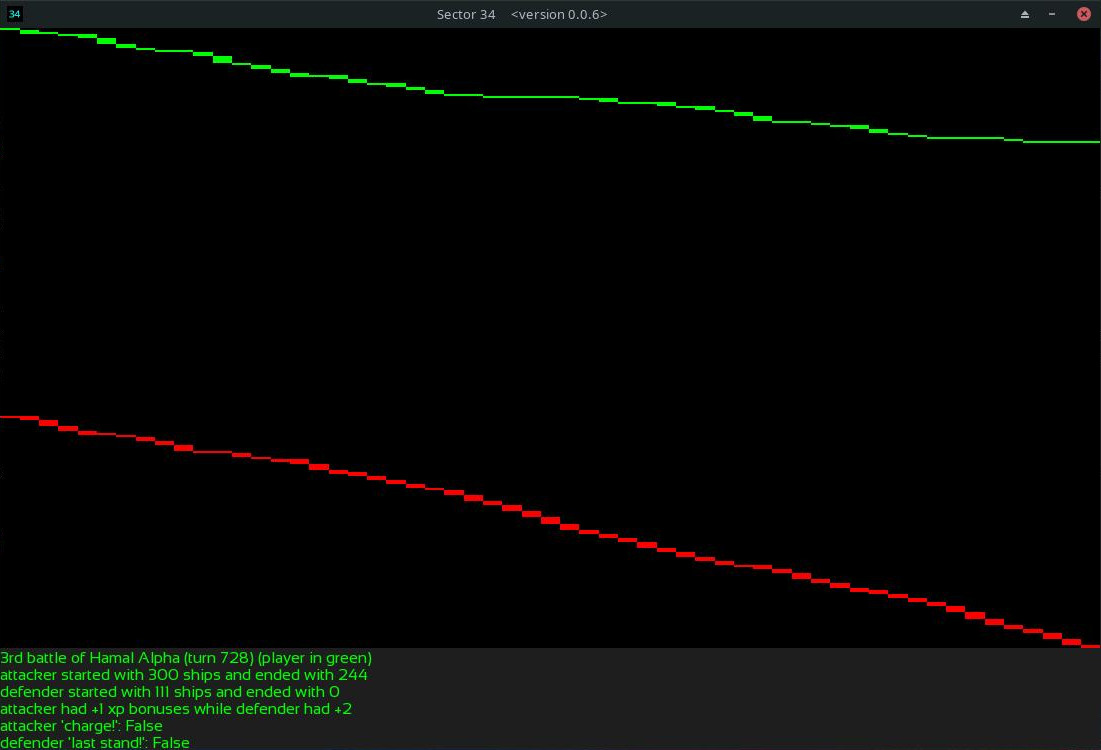 34
Sector 34 <version 0.0.6>
3rd battle of Hamal Alpha (turn 728) (player in green)
attacker started with 300 ships and ended with 244
defender started with 111 ships and ended with 0
attacker had +1 xp bonuses while defender had +2
attacker 'charge!': False
defender 'last stand!': False